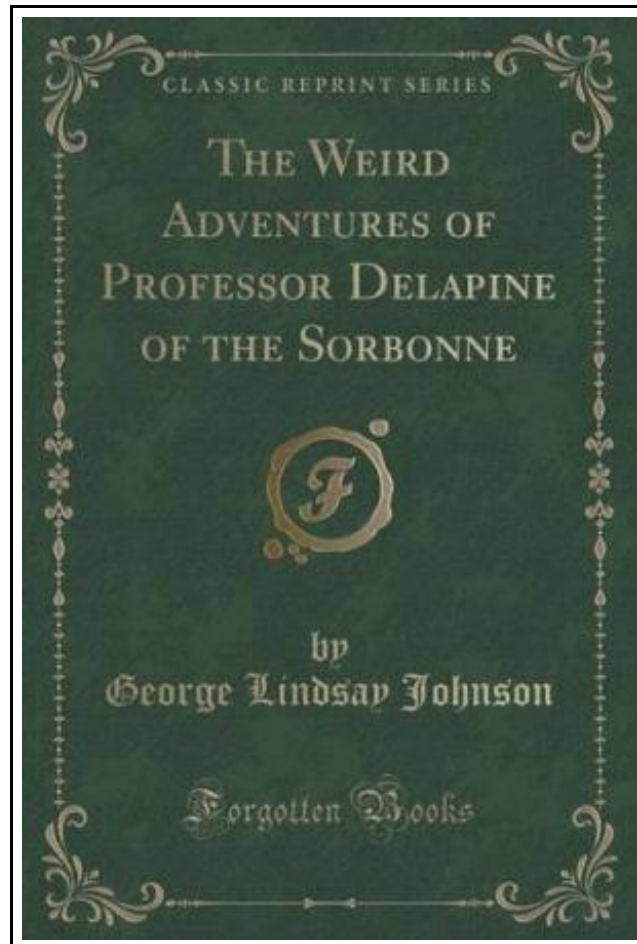 CLASSIC REPRINT SERIES
THE WEIRD
ADVENTURES OF
PROFESSOR DELAPINE
OF THE SORBONNE
F
by
George Lindsay Johnson
Forgotten Books